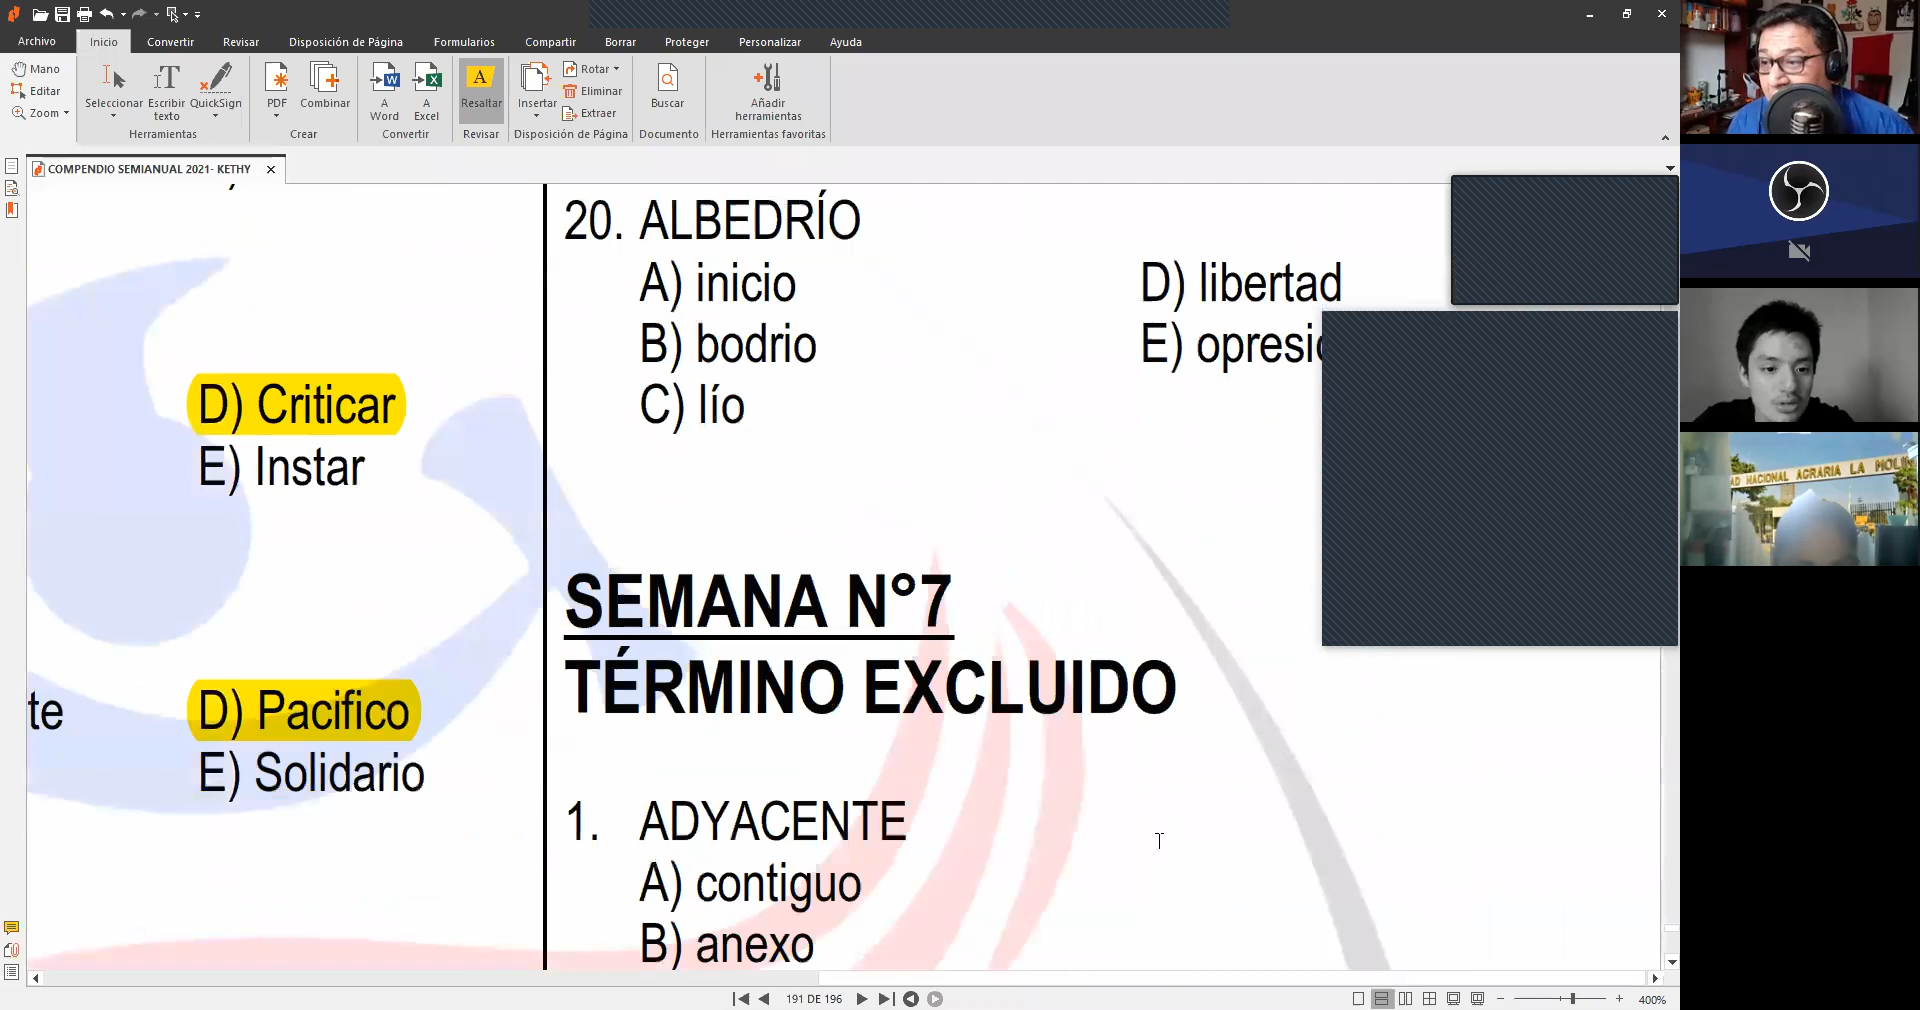 Archivo
Inicio
Convertir
Revisar
Disposición de Página
Formularios
Compartir
Borrar
Proteger
Personalizar
Ayuda
Mano
Editar
Zoom
Seleccionar
Escribir texto
QuickSign
Herramientas
PDF
Combinar
Crear
A Word
A Excel
Convertir
Resaltar
Revisar
Insertar
Rotar
Eliminar
Extraer
Disposición de Página
Buscar
Documento
Añadir herramientas
Herramientas favoritas
COMPENDIO SEMIANUAL 2021- KETHY
D) Criticar
E) Instar
te D) Pacifico
E) Solidario
20. ALBEDRÍO
A) inicio
B) bodrio
C) lío
D) libertad
E) opresi
SEMANA N°7
TÉRMINO EXCLUIDO
1. ADYACENTE
A) contiguo
B) anexo
191 DE 196
400%
AD NACIONAL AGRARIA LA MOLIN